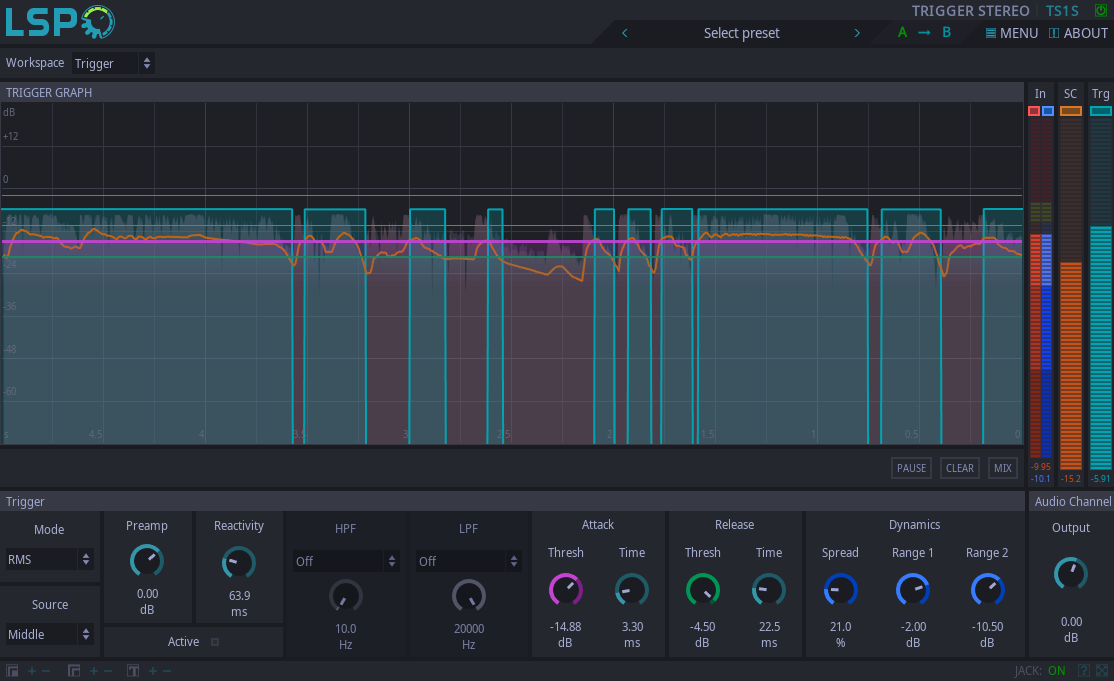 LSP
TRIGGER STEREO TS1S
Select preset
A → B
MENU
ABOUT
Workspace Trigger
TRIGGER GRAPH
In SC Trg
dB
+12
0
-12
-24
-36
-48
-60
s 4.5 4 3.5 3 2.5 2 1.5 1 0.5 0
-9.95
-10.1 -15.2 -5.91
PAUSE CLEAR MIX
Trigger
Audio Channel
Mode
RMS
Source
Middle
Preamp
0.00
dB
Reactivity
63.9
ms
Active
HPF
Off
10.0
Hz
LPF
Off
20000
Hz
Attack
Thresh Time
-14.88 3.30
dB ms
Release
Thresh Time
-4.50 22.5
dB ms
Dynamics
Spread Range 1 Range 2
21.0 -2.00 -10.50
% dB dB
Output
0.00
dB
JACK: ON